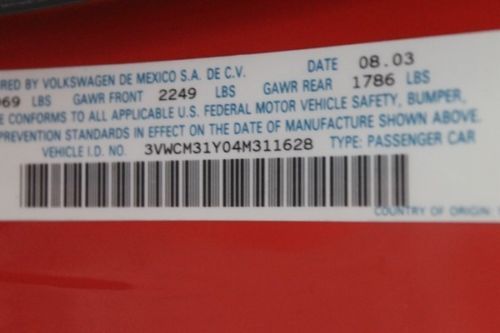 RED BY VOLKSWAGEN DE MEXICO S.A. DE C.V. DATE 08.03
069 LBS GAWR FRONT 2249 LBS GAWR REAR 1786 LBS
E CONFORMS TO ALL APPLICABLE U.S. FEDERAL MOTOR VEHICLE SAFETY, BUMPER,
PREVENTION STANDARDS IN EFFECT ON DATE OF MANUFACTURE SHOWN ABOVE.
VEHICLE I.D. NO. 3VWCM31Y04M311628 TYPE: PASSENGER CAR
COUNTRY OF ORIGIN: